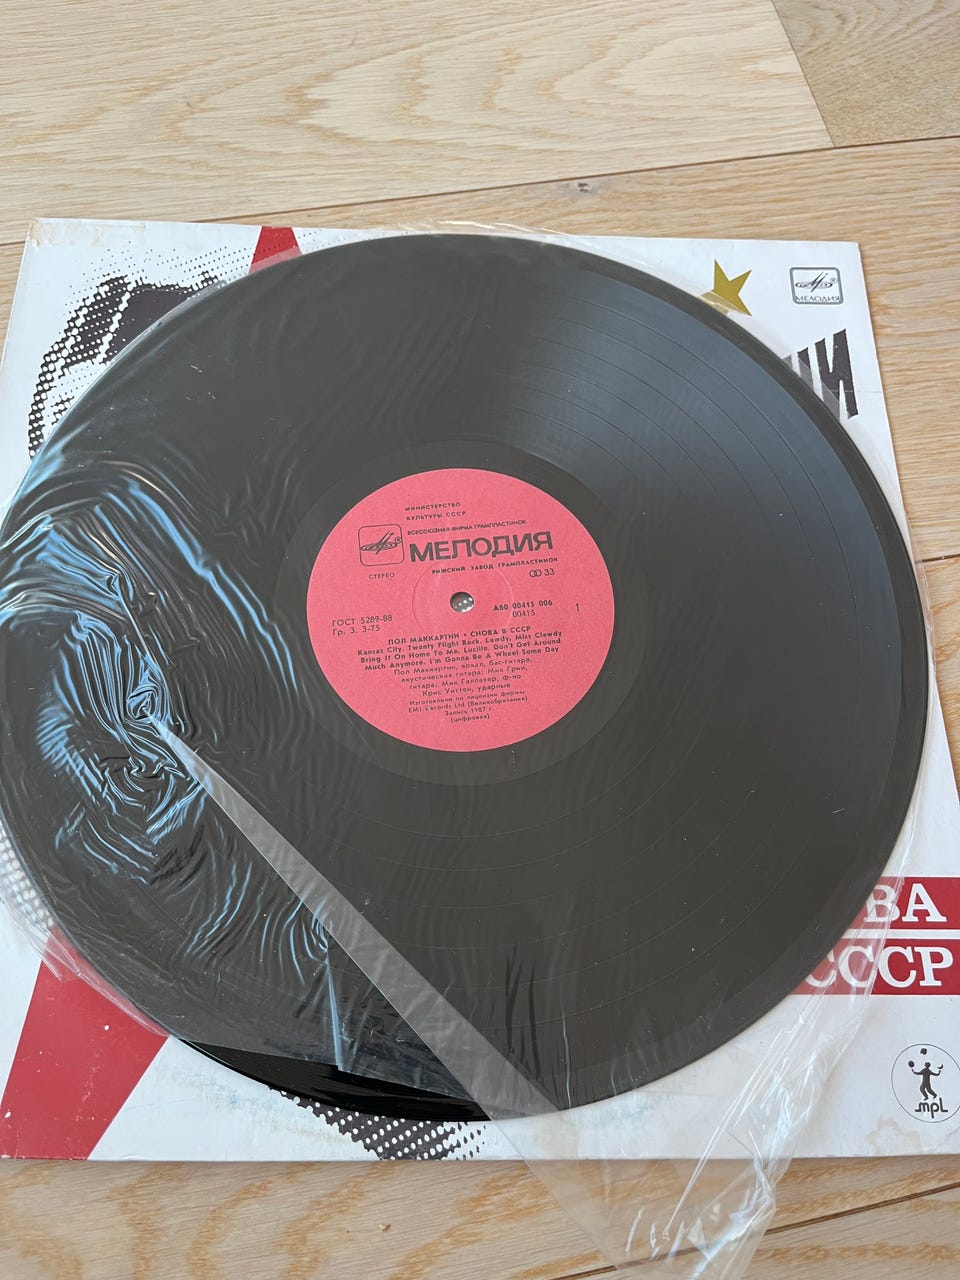 МЕЛОДИЯ
МИНИСТЕРСТВО
КУЛЬТУРЫ СССР
ВСЕСОЮЗНАЯ ФИРМА ГРАМПЛАСТИНОК
МЕЛОДИЯ
СТЕРЕО
РИЖСКИЙ ЗАВОД ГРАМПЛАСТИНОК
33
ГОСТ 5289-88
Гр. 3. 3-75
А60 00415 006
00415
1
ПОЛ МАККАРТНИ • СНОВА В СССР
Kansas City. Twenty Flight Rock. Lawdy, Miss Clawdy
Bring It On Home To Me. Lucille. Don't Get Around
Much Anymore. I'm Gonna Be A Wheel Some Day
Пол Маккартни, вокал, бас-гитара,
акустическая гитара; Мик Грин,
гитара; Мик Галлахер, ф-но
Крис Уиттен, ударные
Изготовлено по лицензии фирмы
EMI Records Ltd (Великобритания)
Запись 1987 г.
(цифровая)
ВА
СССР
mpl